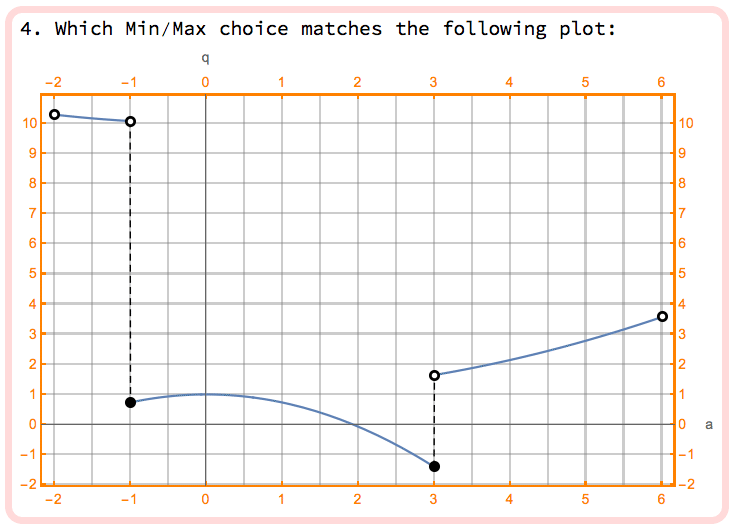 4. Which Min/Max choice matches the following plot:
q
-2 -1 0 1 2 3 4 5 6
10 10
9 9
8 8
7 7
6 6
5 5
4 4
3 3
2 2
1 1
0 0 a
-1 -1
-2 -2
-2 -1 0 1 2 3 4 5 6